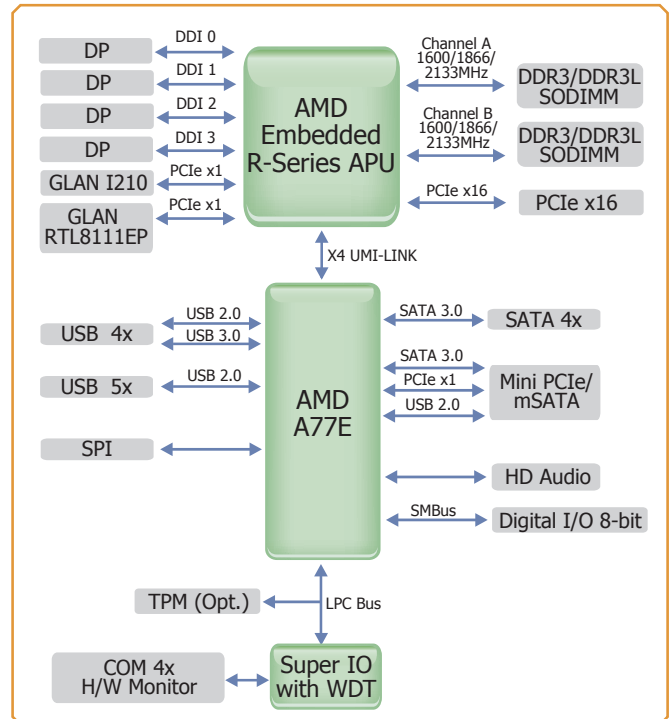 DP
DDI 0
DP
DDI 1
DP
DDI 2
DP
DDI 3
GLAN I210
PCIe x1
GLAN
RTL8111EP
PCIe x1
AMD
Embedded
R-Series APU
Channel A
1600/1866/
2133MHz
DDR3/DDR3L
SODIMM
Channel B
1600/1866/
2133MHz
DDR3/DDR3L
SODIMM
PCIe x16
PCIe x16
X4 UMI-LINK
USB 4x
USB 2.0
USB 3.0
USB 5x
USB 2.0
SPI
AMD
A77E
SATA 3.0
SATA 4x
SATA 3.0
PCIe x1
USB 2.0
Mini PCIe/
mSATA
HD Audio
SMBus
Digital I/O 8-bit
TPM (Opt.)
LPC Bus
COM 4x
H/W Monitor
Super IO
with WDT